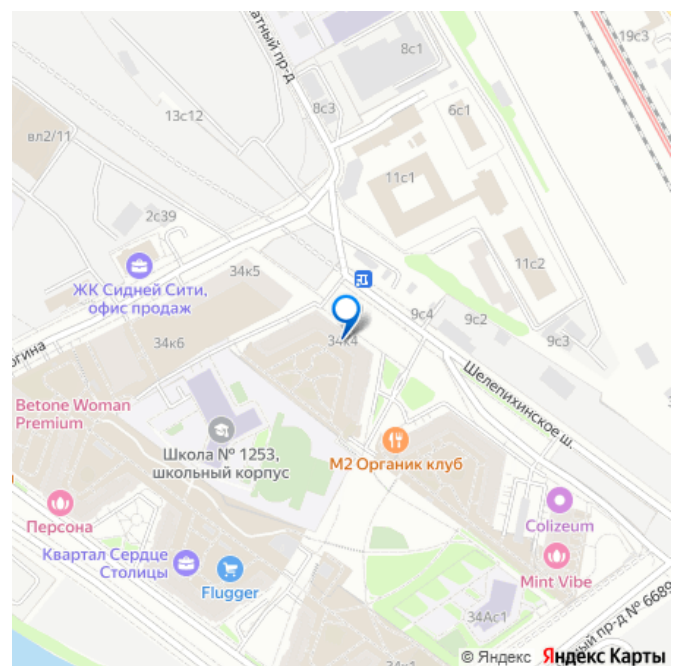 атный пр-д
8с1
19с3
13с12
8с3
6с1
вл2/11
11с1
2с39
11с2
34к5
ЖК Сидней Сити,
офис продаж
9с4
9с2
9с3
34к4
34к6
огина
Шелепихинское ш.
Betone Woman
Premium
Школа № 1253,
школьный корпус
М2 Органик клуб
Colizeum
Персона
Квартал Сердце
Столицы
Flugger
Mint Vibe
34Ас1
ный пр-д № 6689
© Яндекс Яндекс Карты